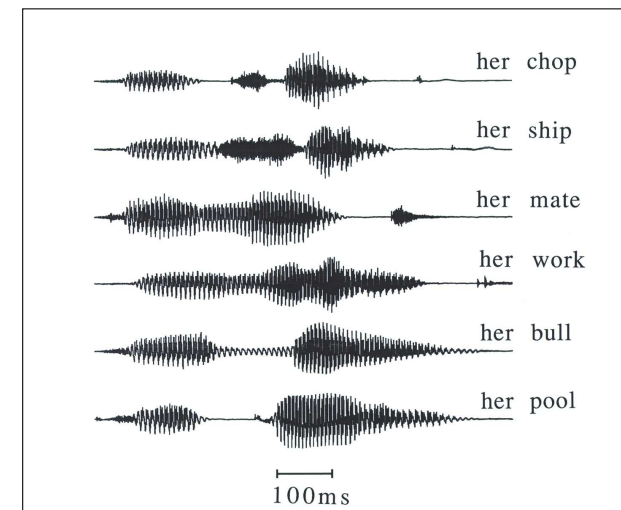 her chop
her ship
her mate
her work
her bull
her pool
100ms